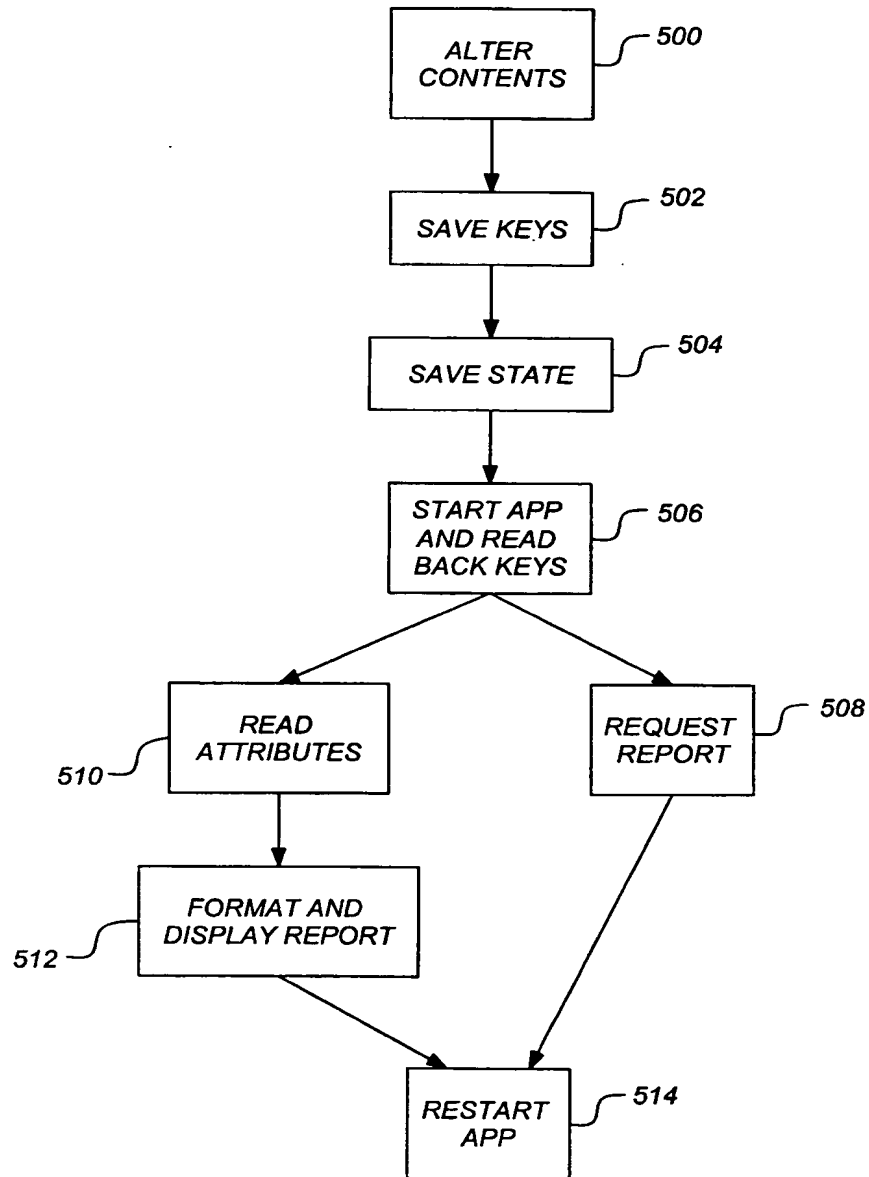 ALTER
CONTENTS
500
SAVE KEYS
502
SAVE STATE
504
START APP
AND READ
BACK KEYS
506
READ
ATTRIBUTES
510
REQUEST
REPORT
508
FORMAT AND
DISPLAY REPORT
512
RESTART
APP
514